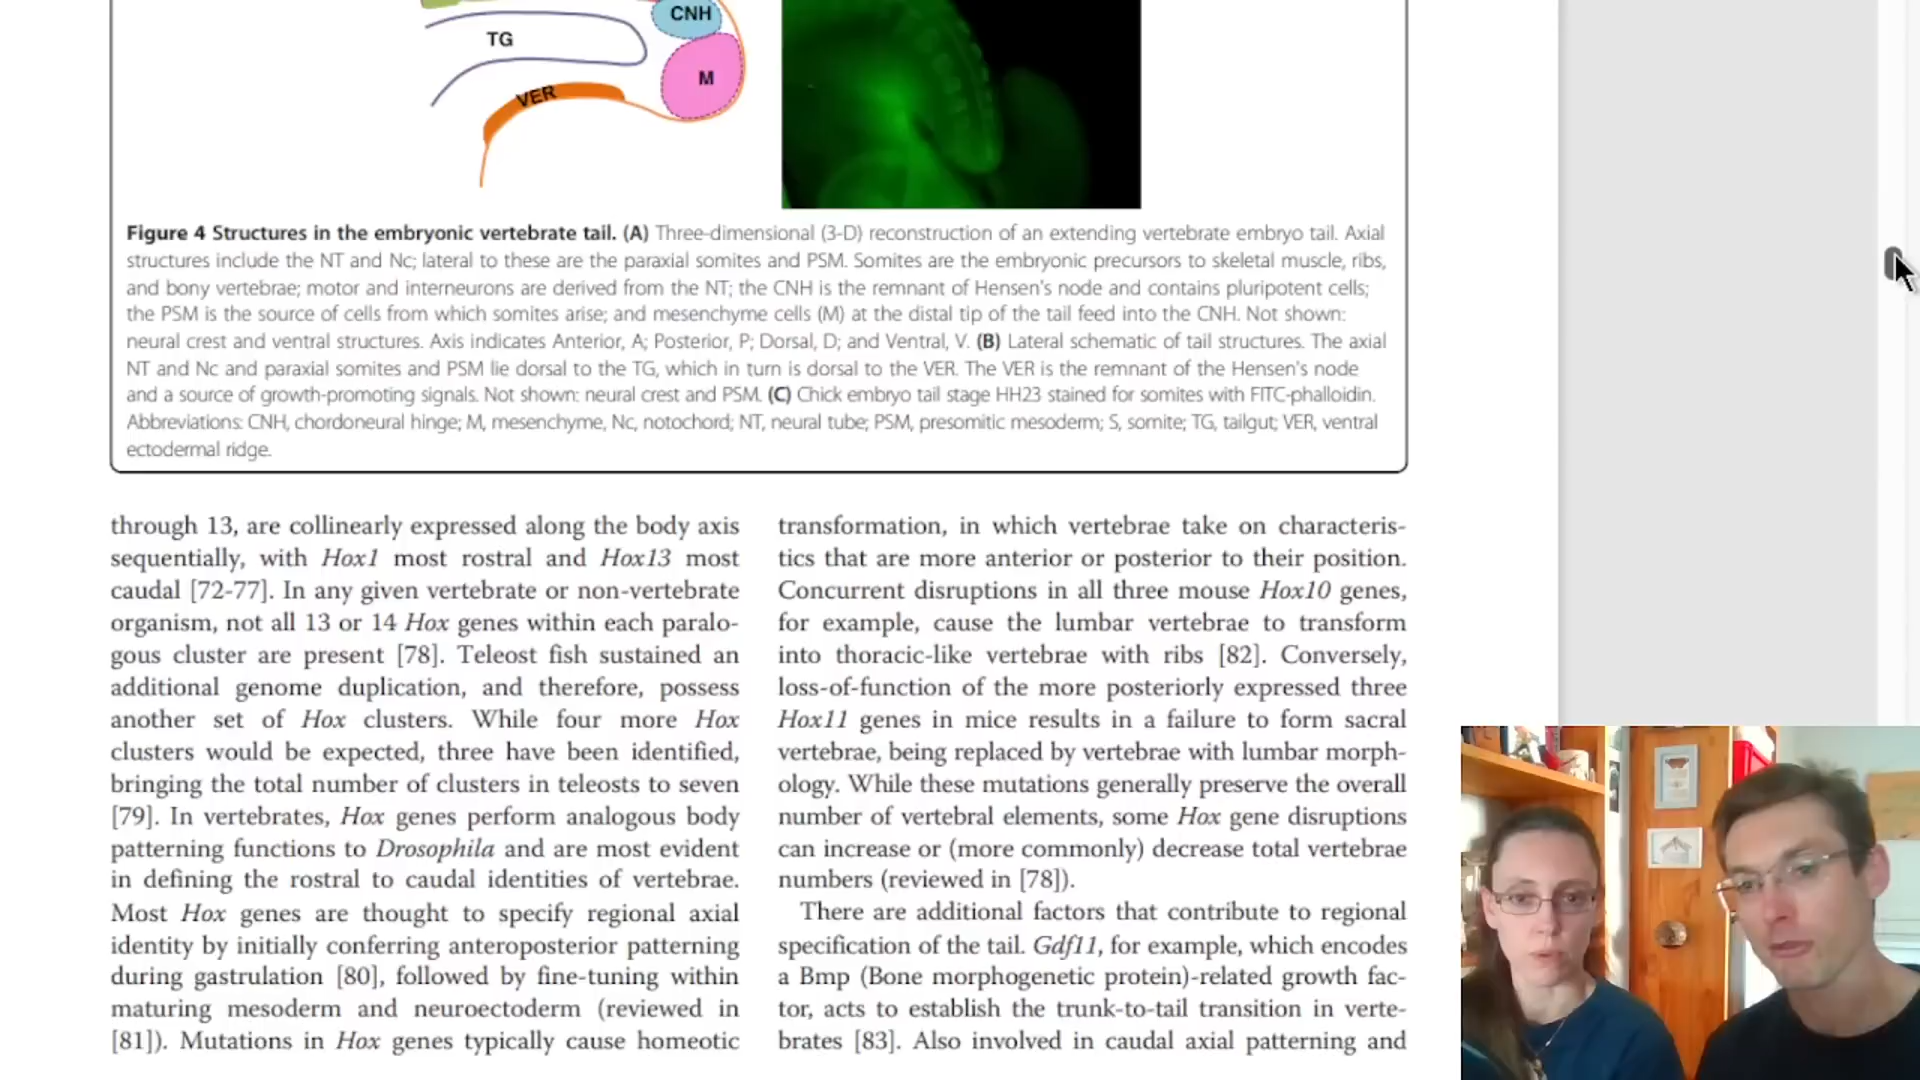 CNH
TG
M
VER
Figure 4 Structures in the embryonic vertebrate tail. (A) Three-dimensional (3-D) reconstruction of an extending vertebrate embryo tail. Axial
structures include the NT and Nc; lateral to these are the paraxial somites and PSM. Somites are the embryonic precursors to skeletal muscle, ribs,
and bony vertebrae; motor and interneurons are derived from the NT; the CNH is the remnant of Hensen's node and contains pluripotent cells;
the PSM is the source of cells from which somites arise; and mesenchyme cells (M) at the distal tip of the tail feed into the CNH. Not shown:
neural crest and ventral structures. Axis indicates Anterior, A; Posterior, P; Dorsal, D; and Ventral, V. (B) Lateral schematic of tail structures. The axial
NT and Nc and paraxial somites and PSM lie dorsal to the TG, which in turn is dorsal to the VER. The VER is the remnant of the Hensen's node
and a source of growth-promoting signals. Not shown: neural crest and PSM. (C) Chick embryo tail stage HH23 stained for somites with FITC-phalloidin.
Abbreviations: CNH, chordoneural hinge; M, mesenchyme, Nc, notochord; NT, neural tube; PSM, presomitic mesoderm; S, somite; TG, tailgut; VER, ventral
ectodermal ridge.
through 13, are collinearly expressed along the body axis
sequentially, with Hox1 most rostral and Hox13 most
caudal [72-77]. In any given vertebrate or non-vertebrate
organism, not all 13 or 14 Hox genes within each paralo-
gous cluster are present [78]. Teleost fish sustained an
additional genome duplication, and therefore, possess
another set of Hox clusters. While four more Hox
clusters would be expected, three have been identified,
bringing the total number of clusters in teleosts to seven
[79]. In vertebrates, Hox genes perform analogous body
patterning functions to Drosophila and are most evident
in defining the rostral to caudal identities of vertebrae.
Most Hox genes are thought to specify regional axial
identity by initially conferring anteroposterior patterning
during gastrulation [80], followed by fine-tuning within
maturing mesoderm and neuroectoderm (reviewed in
[81]). Mutations in Hox genes typically cause homeotic
transformation, in which vertebrae take on characteris-
tics that are more anterior or posterior to their position.
Concurrent disruptions in all three mouse Hox10 genes,
for example, cause the lumbar vertebrae to transform
into thoracic-like vertebrae with ribs [82]. Conversely,
loss-of-function of the more posteriorly expressed three
Hox11 genes in mice results in a failure to form sacral
vertebrae, being replaced by vertebrae with lumbar morph-
ology. While these mutations generally preserve the overall
number of vertebral elements, some Hox gene disruptions
can increase or (more commonly) decrease total vertebrae
numbers (reviewed in [78]).
There are additional factors that contribute to regional
specification of the tail. Gdf11, for example, which encodes
a Bmp (Bone morphogenetic protein)-related growth fac-
tor, acts to establish the trunk-to-tail transition in verte-
brates [83]. Also involved in caudal axial patterning and